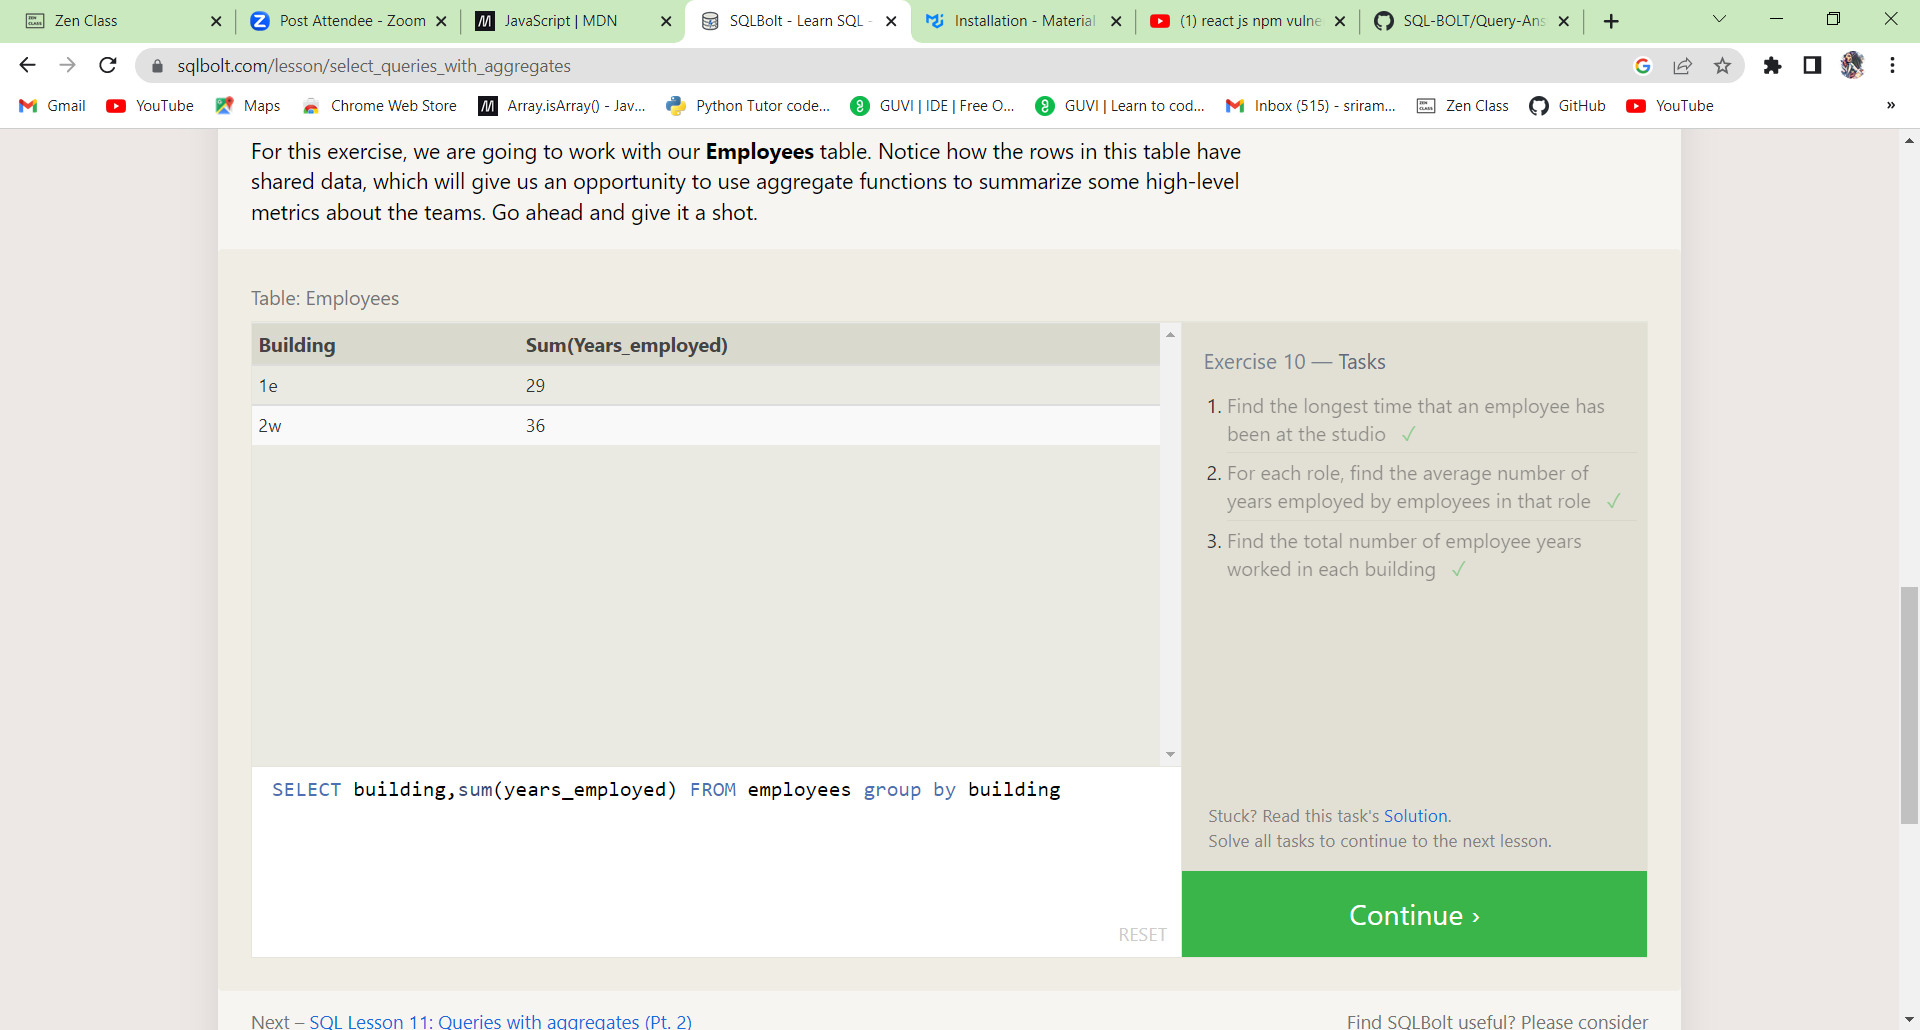 Zen Class
Post Attendee - Zoom
JavaScript | MDN
SQLBolt - Learn SQL -
Installation - Material
(1) react js npm vulne
SQL-BOLT/Query-Ans
sqlbolt.com/lesson/select_queries_with_aggregates
Gmail
YouTube
Maps
Chrome Web Store
Array.isArray() - Jav...
Python Tutor code...
GUVI | IDE | Free O...
GUVI | Learn to cod...
Inbox (515) - sriram...
Zen Class
GitHub
YouTube
»
For this exercise, we are going to work with our Employees table. Notice how the rows in this table have
shared data, which will give us an opportunity to use aggregate functions to summarize some high-level
metrics about the teams. Go ahead and give it a shot.
Table: Employees
Building Sum(Years_employed)
1e 29
2w 36
SELECT building,sum(years_employed) FROM employees group by building
RESET
Exercise 10 — Tasks
1. Find the longest time that an employee has
been at the studio ✓
2. For each role, find the average number of
years employed by employees in that role ✓
3. Find the total number of employee years
worked in each building ✓
Stuck? Read this task's Solution.
Solve all tasks to continue to the next lesson.
Continue ›
Next – SQL Lesson 11: Queries with aggregates (Pt. 2)
Find SQLBolt useful? Please consider